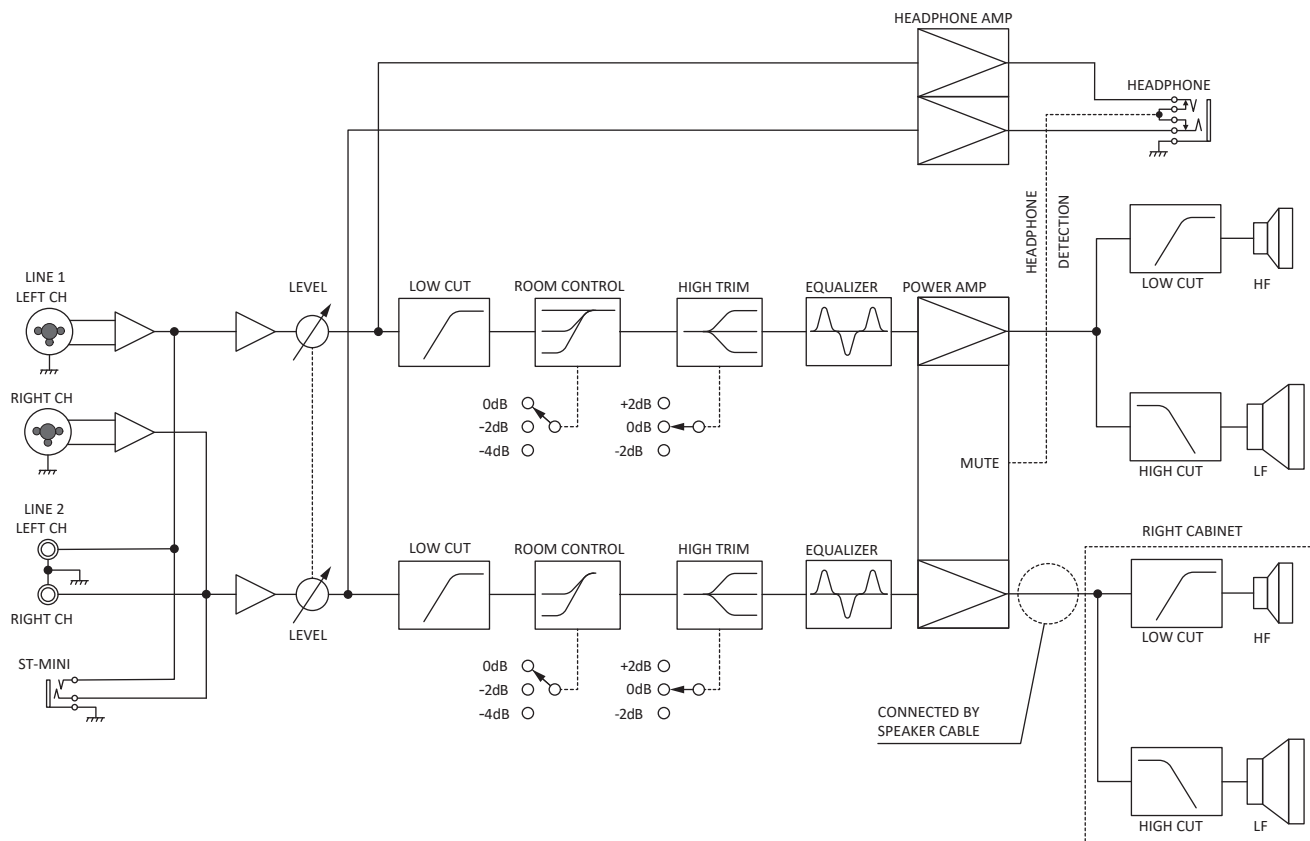 HEADPHONE AMP
HEADPHONE
HEADPHONE
DETECTION
LOW CUT
HF
LINE 1
LEFT CH
LEVEL
LOW CUT
ROOM CONTROL
HIGH TRIM
EQUALIZER
POWER AMP
RIGHT CH
0dB
-2dB
-4dB
+2dB
0dB
-2dB
MUTE
HIGH CUT
LF
LINE 2
LEFT CH
RIGHT CH
LEVEL
LOW CUT
ROOM CONTROL
HIGH TRIM
EQUALIZER
RIGHT CABINET
LOW CUT
HF
ST-MINI
0dB
-2dB
-4dB
+2dB
0dB
-2dB
CONNECTED BY
SPEAKER CABLE
HIGH CUT
LF